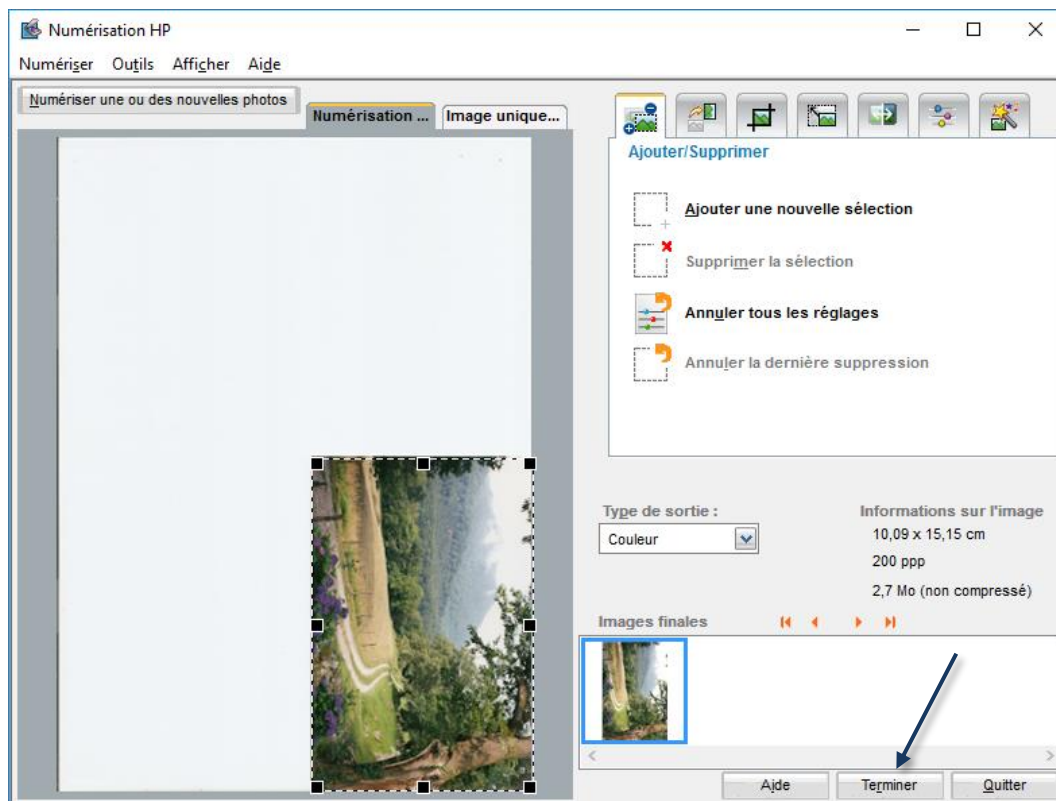 Numérisation HP
Numériser Outils Afficher Aide
Numériser une ou des nouvelles photos
Numérisation ... Image unique...
Ajouter/Supprimer
Ajouter une nouvelle sélection
Supprimer la sélection
Annuler tous les réglages
Annuler la dernière suppression
Type de sortie :
Couleur
Informations sur l'image
10,09 x 15,15 cm
200 ppp
2,7 Mo (non compressé)
Images finales
Aide Terminer Quitter